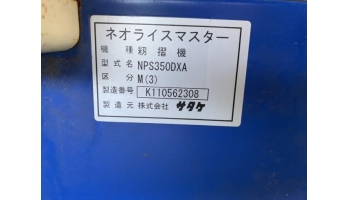 ネオライスマスター
機種 籾摺機
型式名 NPS350DXA
区分 M(3)
製造番号 K110562308
製造元 株式会社 サタケ